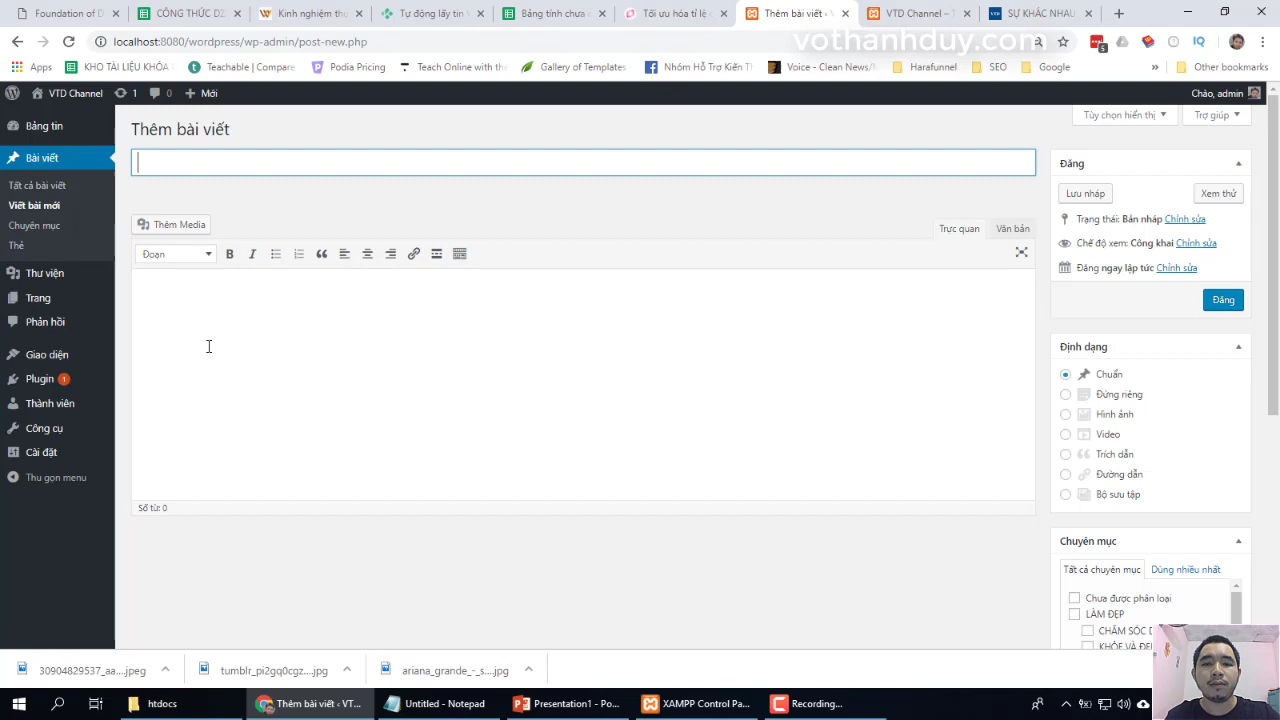 Foundation of D
CÔNG THỨC DZ
Kinh nghiệm thu
Tự động lấy tin V
Bảng tính chưa c
Tối ưu hóa tỉ lệ c
Thêm bài viết ‹ V
VTD Channel – T
SỰ KHÁC NHAU
localhost:8080/wordpress/wp-admin/post-new.php
vothanhduy.com
5
IQ
Apps
KHO TÀI LIỆU KHÓA
Teachable | Compare
Podia Pricing
Teach Online with the
Gallery of Templates
Nhóm Hỗ Trợ Kiến Th
Voice - Clean News/M
Harafunnel
SEO
Google
»
Other bookmarks
VTD Channel
1
0
Mới
Chào, admin
Bảng tin
Bài viết
Tất cả bài viết
Viết bài mới
Chuyên mục
Thẻ
Thư viện
Trang
Phản hồi
Giao diện
Plugin 1
Thành viên
Công cụ
Cài đặt
Thu gọn menu
Tùy chọn hiển thị
Trợ giúp
Thêm bài viết
Thêm Media
Trực quan
Văn bản
Đoạn
B
I
Số từ: 0
Đăng
Lưu nháp
Xem thử
Trạng thái: Bản nháp Chỉnh sửa
Chế độ xem: Công khai Chỉnh sửa
Đăng ngay lập tức Chỉnh sửa
Đăng
Định dạng
Chuẩn
Đứng riêng
Hình ảnh
Video
Trích dẫn
Đường dẫn
Bộ sưu tập
Chuyên mục
Tất cả chuyên mục
Dùng nhiều nhất
Chưa được phân loại
LÀM ĐẸP
CHĂM SÓC D
KHỎE VÀ ĐẸ
30904829537_aa....jpeg
tumblr_pi2gq0cgz....jpg
ariana_grande_-_s....jpg
htdocs
Thêm bài viết ‹ VT...
Untitled - Notepad
Presentation1 - Po...
XAMPP Control Pa...
Recording...